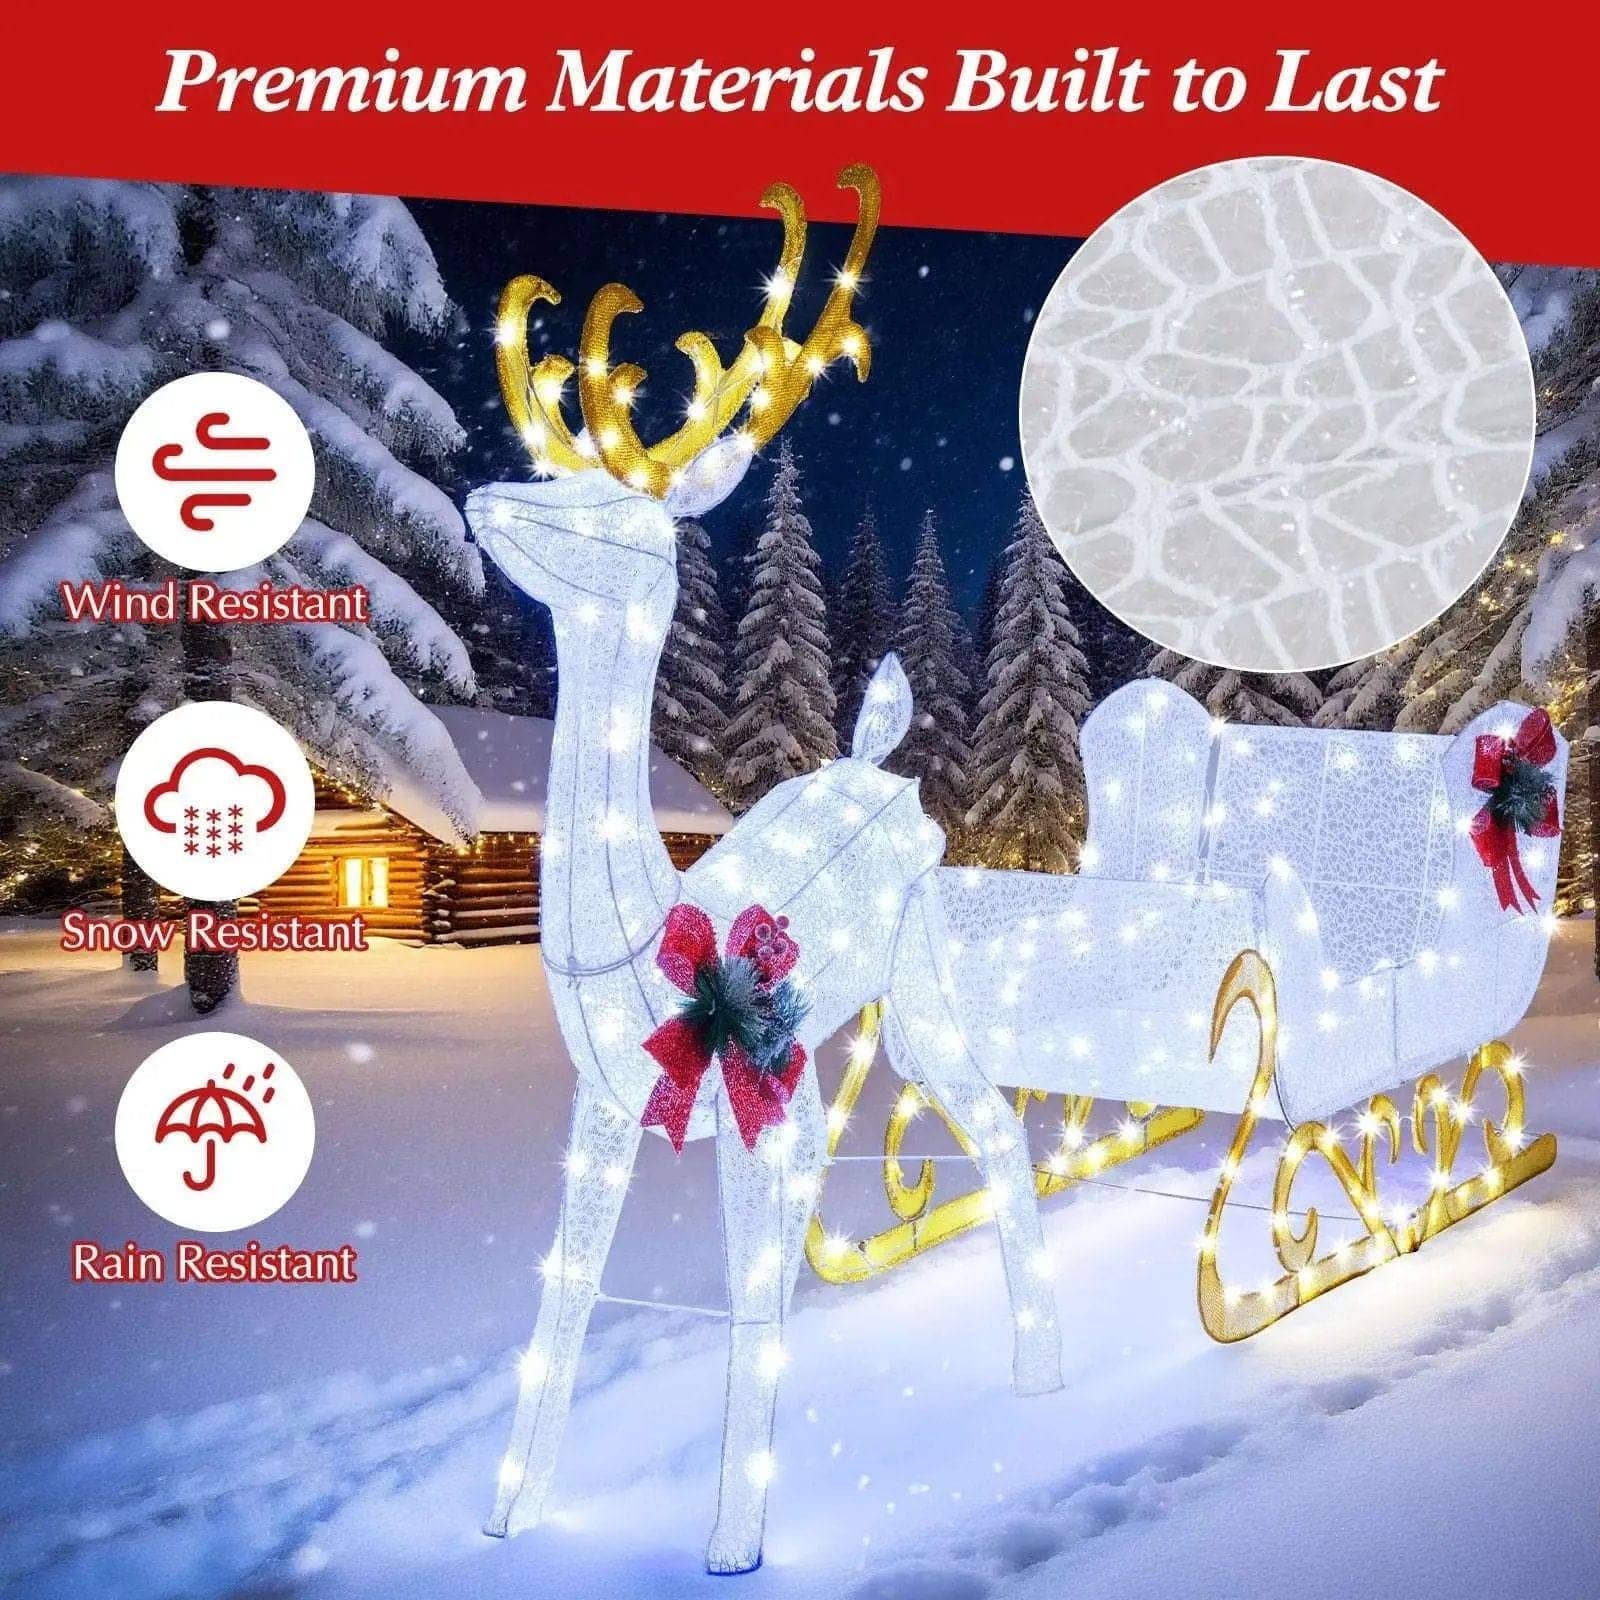 Premium Materials Built to Last
Wind Resistant
Snow Resistant
Rain Resistant